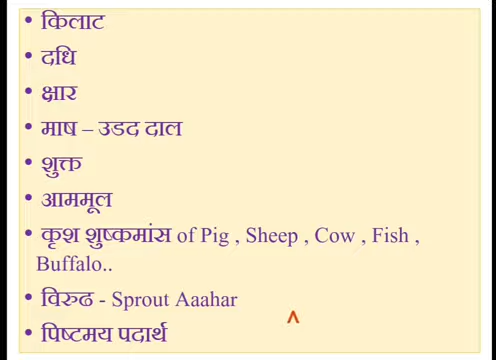 • किलाट
• दधि
• क्षार
• माष – उडद दाल
• शुक्त
• आममूल
• कृश शुष्कमांस of Pig , Sheep , Cow , Fish ,
Buffalo..
• विरुढ - Sprout Aaahar
• पिष्टमय पदार्थ